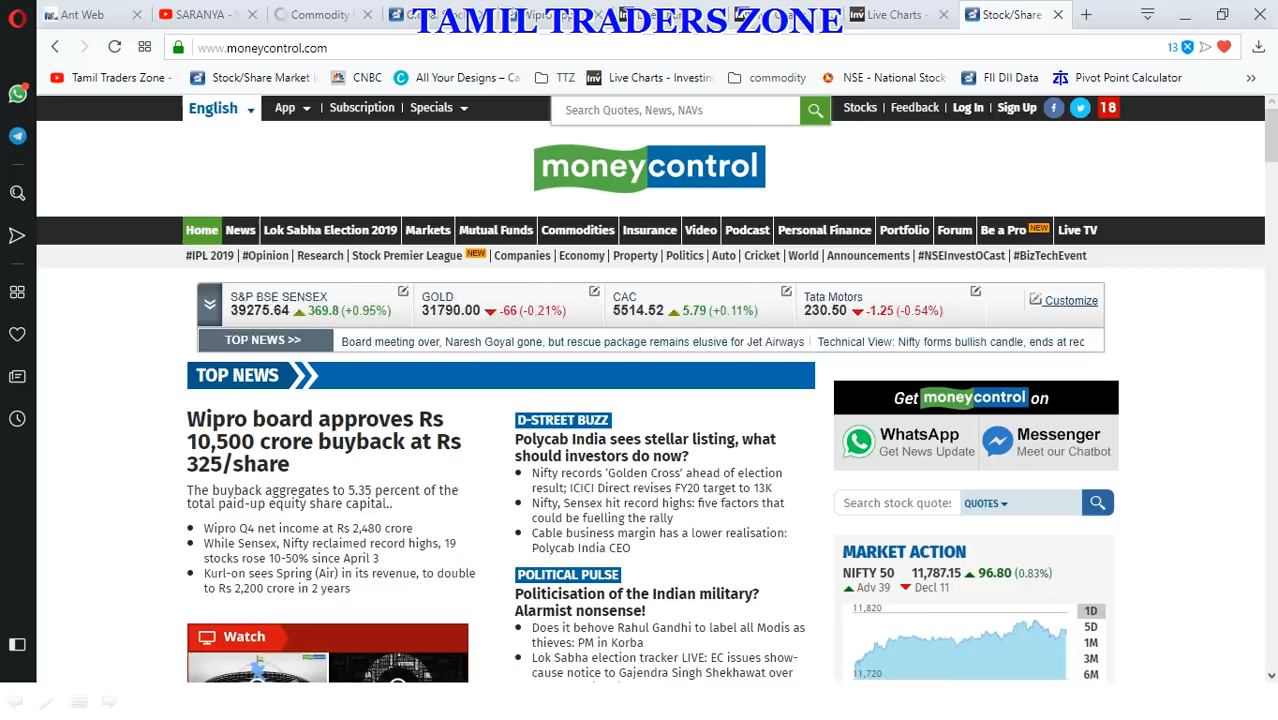 Ant Web
SARANYA -
Commodity
Live Charts -
Stock/Share
TAMIL TRADERS ZONE
www.moneycontrol.com
13
Tamil Traders Zone -
Stock/Share Market I
CNBC
All Your Designs – Ca
TTZ
Live Charts - Investin
commodity
NSE - National Stock
FII DII Data
Pivot Point Calculator
English
App
Subscription
Specials
Search Quotes, News, NAVs
Stocks
Feedback
Log In
Sign Up
18
moneycontrol
Home
News
Lok Sabha Election 2019
Markets
Mutual Funds
Commodities
Insurance
Video
Podcast
Personal Finance
Portfolio
Forum
Be a Pro NEW
Live TV
#IPL 2019 | #Opinion | Research | Stock Premier League NEW | Companies | Economy | Property | Politics | Auto | Cricket | World | Announcements | #NSEInvestOCast | #BizTechEvent
S&P BSE SENSEX
39275.64 369.8 (+0.95%)
GOLD
31790.00 -66 (-0.21%)
CAC
5514.52 5.79 (+0.11%)
Tata Motors
230.50 -1.25 (-0.54%)
Customize
TOP NEWS >>
Board meeting over, Naresh Goyal gone, but rescue package remains elusive for Jet Airways
Technical View: Nifty forms bullish candle, ends at rec
TOP NEWS
Wipro board approves Rs
10,500 crore buyback at Rs
325/share
The buyback aggregates to 5.35 percent of the
total paid-up equity share capital..
Wipro Q4 net income at Rs 2,480 crore
While Sensex, Nifty reclaimed record highs, 19
stocks rose 10-50% since April 3
Kurl-on sees Spring (Air) in its revenue, to double
to Rs 2,200 crore in 2 years
Watch
moneycontrol
D-STREET BUZZ
Polycab India sees stellar listing, what
should investors do now?
Nifty records ‘Golden Cross’ ahead of election
result; ICICI Direct revises FY20 target to 13K
Nifty, Sensex hit record highs: five factors that
could be fuelling the rally
Cable business margin has a lower realisation:
Polycab India CEO
POLITICAL PULSE
Politicisation of the Indian military?
Alarmist nonsense!
Does it behove Rahul Gandhi to label all Modis as
thieves: PM in Korba
Lok Sabha election tracker LIVE: EC issues show-
cause notice to Gajendra Singh Shekhawat over
Get moneycontrol on
WhatsApp
Get News Update
Messenger
Meet our Chatbot
Search stock quotes
QUOTES
MARKET ACTION
NIFTY 50 11,787.15 96.80 (0.83%)
Adv 39 Decl 11
11,820
11,720
1D
5D
1M
3M
6M